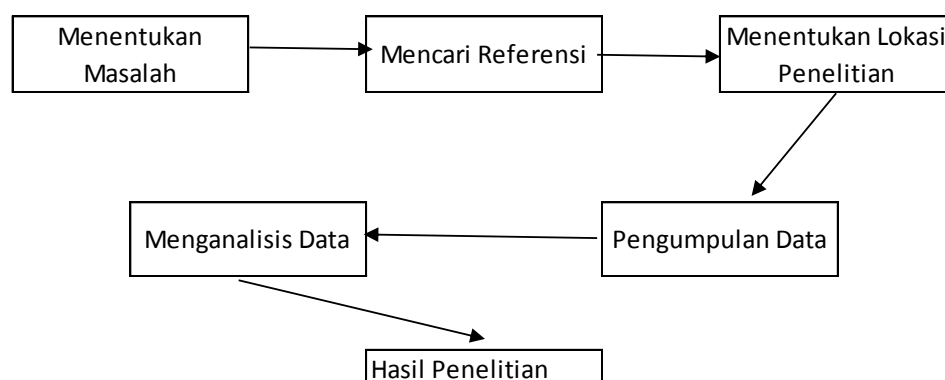 Menentukan
Masalah
Mencari Referensi
Menentukan Lokasi
Penelitian
Pengumpulan Data
Menganalisis Data
Hasil Penelitian